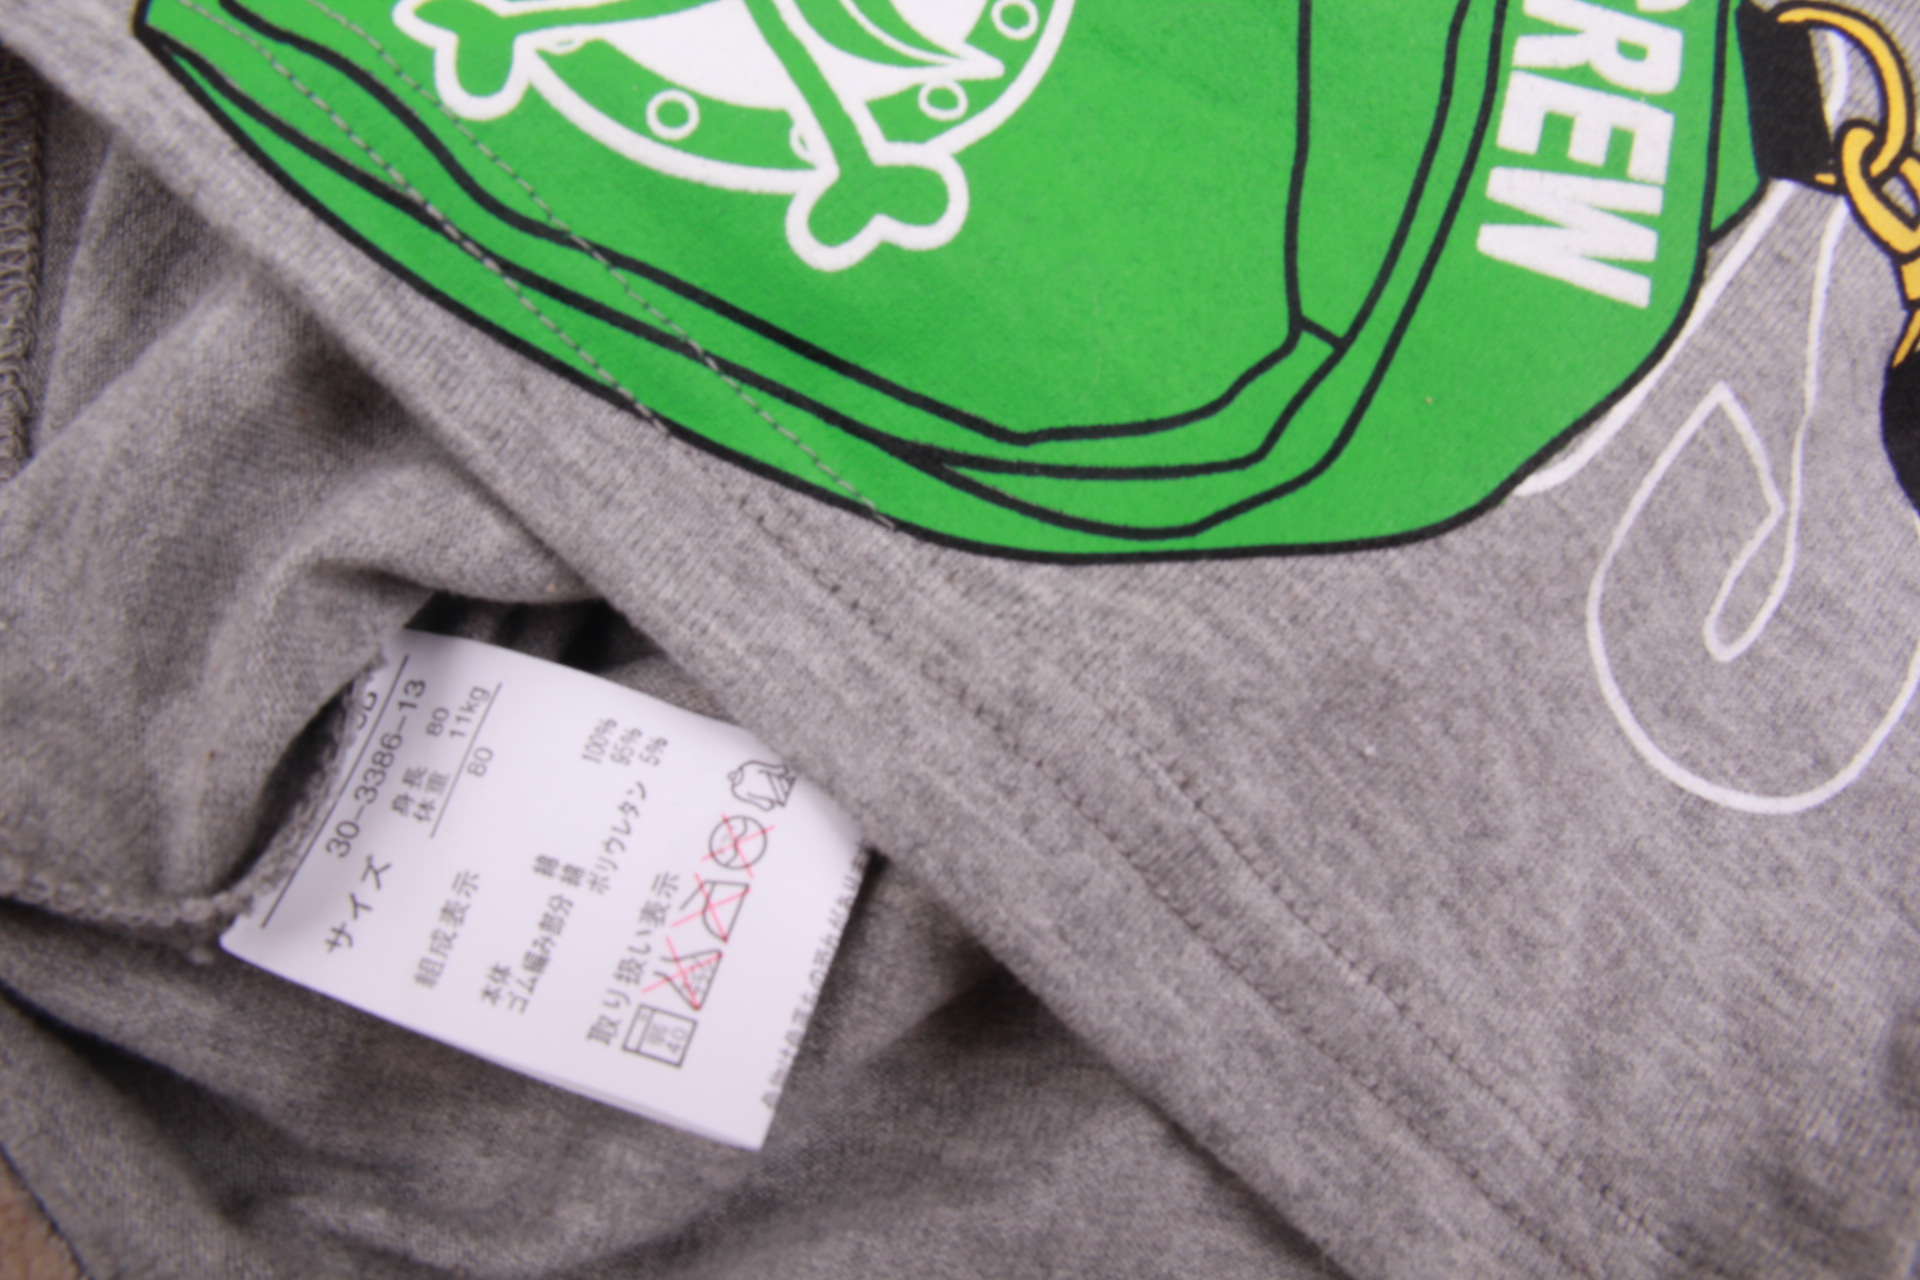 CREW
30-3386-13
サイズ
身長 80
体重 11kg
80
組成表示
本体 綿 100%
ゴム編み部分 綿 95%
ポリウレタン 5%
取り扱い表示
40